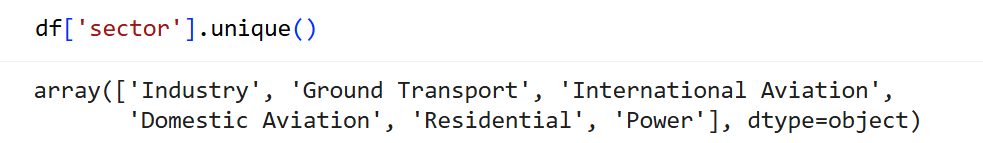 df['sector'].unique()
array(['Industry', 'Ground Transport', 'International Aviation',
'Domestic Aviation', 'Residential', 'Power'], dtype=object)